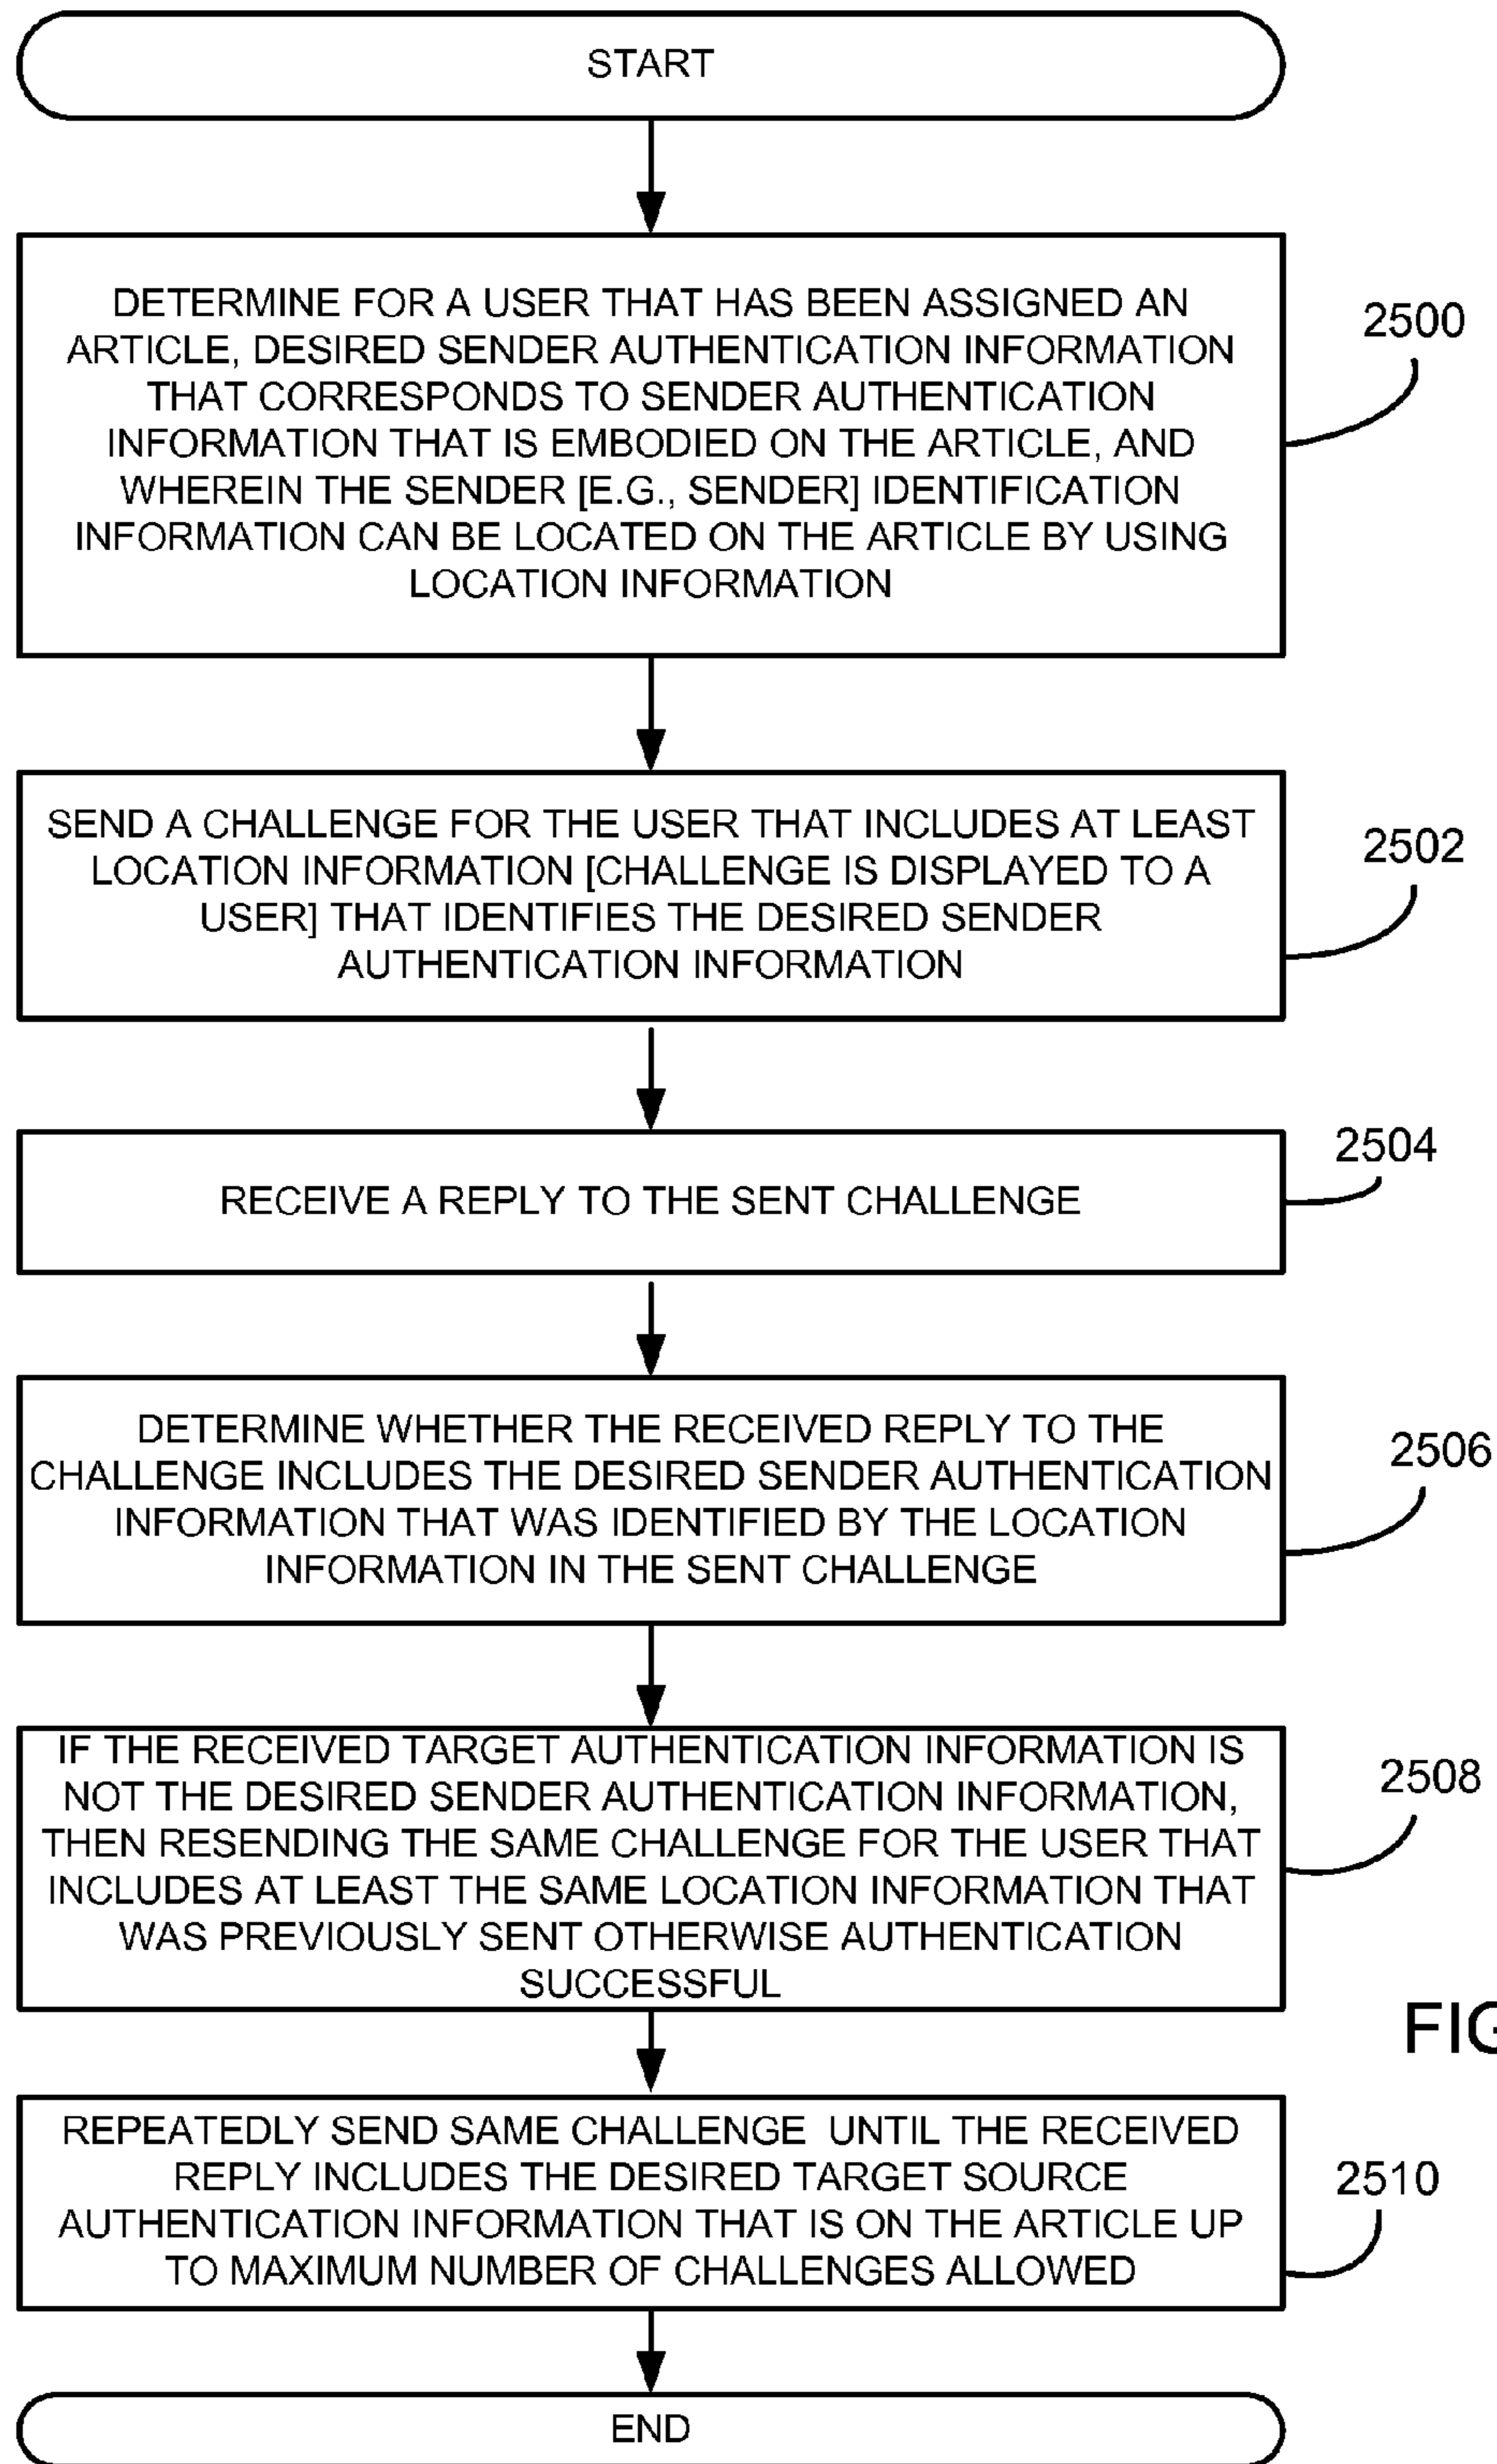 START
DETERMINE FOR A USER THAT HAS BEEN ASSIGNED AN
ARTICLE, DESIRED SENDER AUTHENTICATION INFORMATION
THAT CORRESPONDS TO SENDER AUTHENTICATION
INFORMATION THAT IS EMBODIED ON THE ARTICLE, AND
WHEREIN THE SENDER [E.G., SENDER] IDENTIFICATION
INFORMATION CAN BE LOCATED ON THE ARTICLE BY USING
LOCATION INFORMATION
2500
SEND A CHALLENGE FOR THE USER THAT INCLUDES AT LEAST
LOCATION INFORMATION [CHALLENGE IS DISPLAYED TO A
USER] THAT IDENTIFIES THE DESIRED SENDER
AUTHENTICATION INFORMATION
2502
RECEIVE A REPLY TO THE SENT CHALLENGE
2504
DETERMINE WHETHER THE RECEIVED REPLY TO THE
CHALLENGE INCLUDES THE DESIRED SENDER AUTHENTICATION
INFORMATION THAT WAS IDENTIFIED BY THE LOCATION
INFORMATION IN THE SENT CHALLENGE
2506
IF THE RECEIVED TARGET AUTHENTICATION INFORMATION IS
NOT THE DESIRED SENDER AUTHENTICATION INFORMATION,
THEN RESENDING THE SAME CHALLENGE FOR THE USER THAT
INCLUDES AT LEAST THE SAME LOCATION INFORMATION THAT
WAS PREVIOUSLY SENT OTHERWISE AUTHENTICATION
SUCCESSFUL
2508
REPEATEDLY SEND SAME CHALLENGE UNTIL THE RECEIVED
REPLY INCLUDES THE DESIRED TARGET SOURCE
AUTHENTICATION INFORMATION THAT IS ON THE ARTICLE UP
TO MAXIMUM NUMBER OF CHALLENGES ALLOWED
2510
END